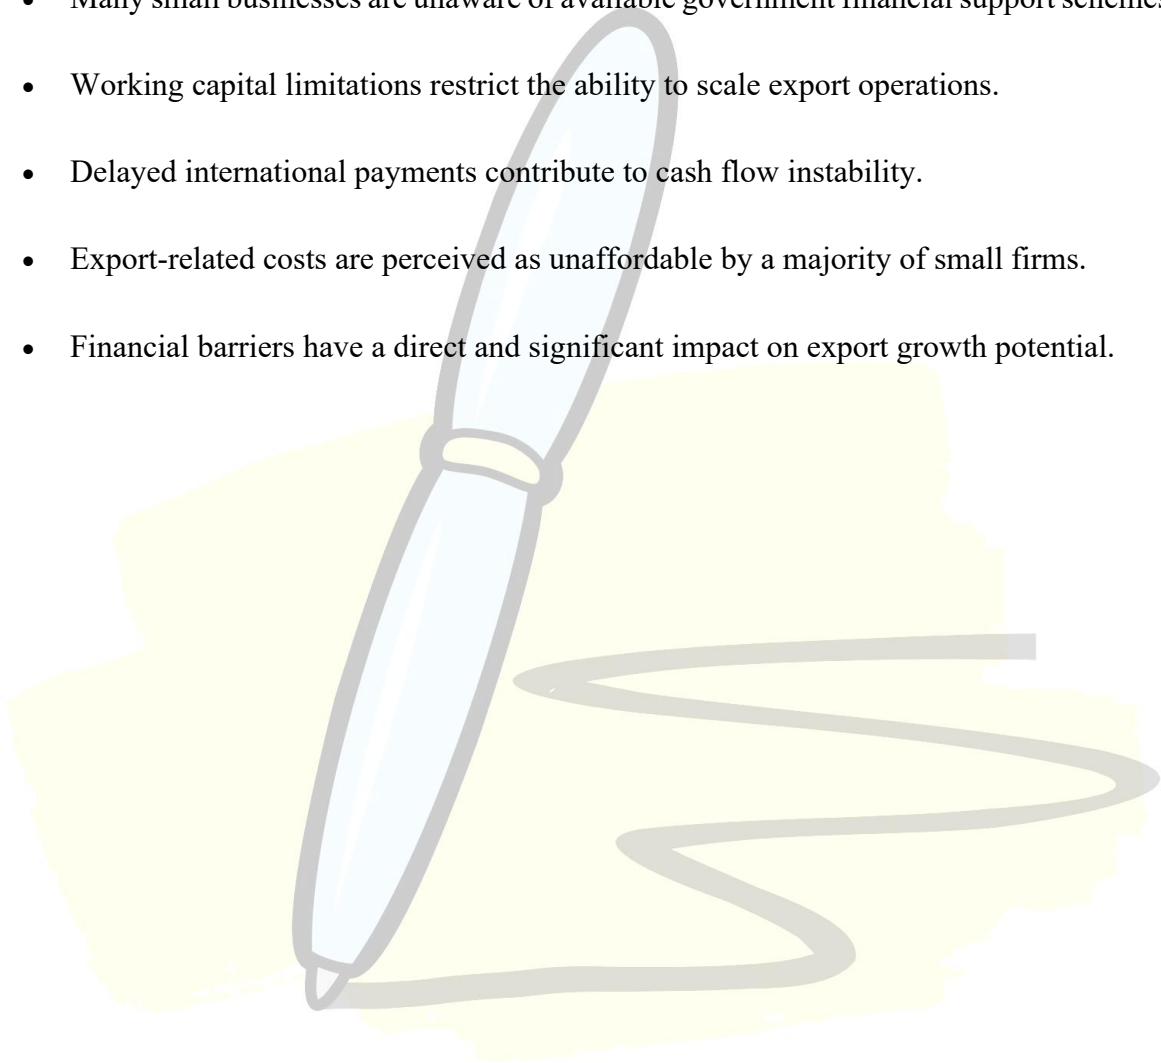 • Many small businesses are unaware of available government financial support schemes
• Working capital limitations restrict the ability to scale export operations.
• Delayed international payments contribute to cash flow instability.
• Export-related costs are perceived as unaffordable by a majority of small firms.
• Financial barriers have a direct and significant impact on export growth potential.